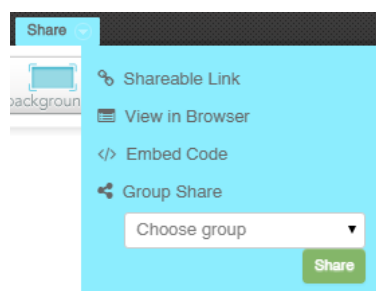 Share
backgroun
Shareable Link
View in Browser
</> Embed Code
Group Share
Choose group
Share